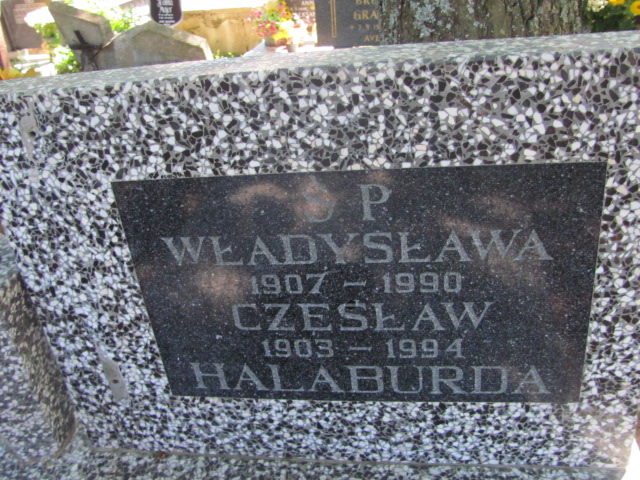 Ś P
WŁADYSŁAWA
1907 – 1990
CZESŁAW
1903 – 1994
HALABURDA